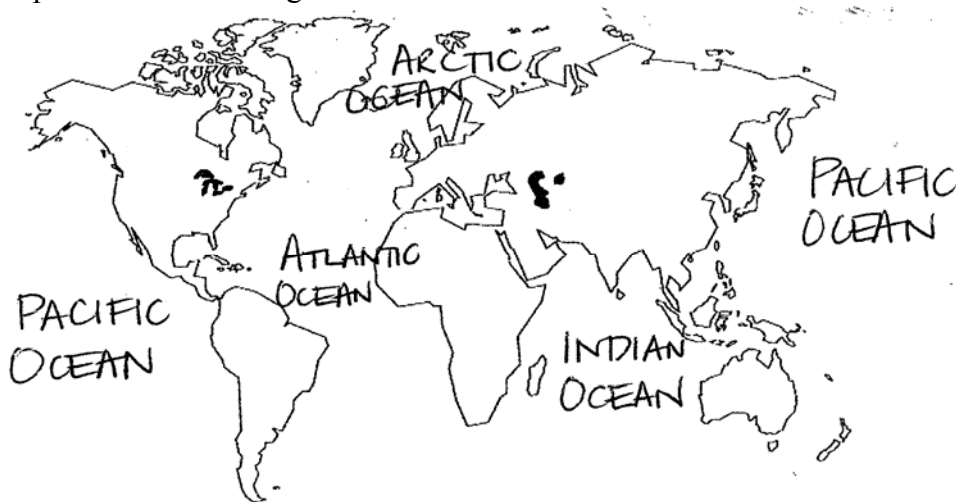 ARCTIC
OCEAN
PACIFIC
OCEAN
ATLANTIC
OCEAN
PACIFIC
OCEAN
INDIAN
OCEAN